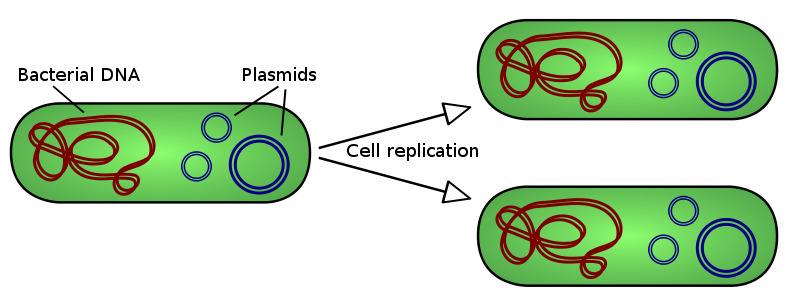 Bacterial DNA
Plasmids
Cell replication